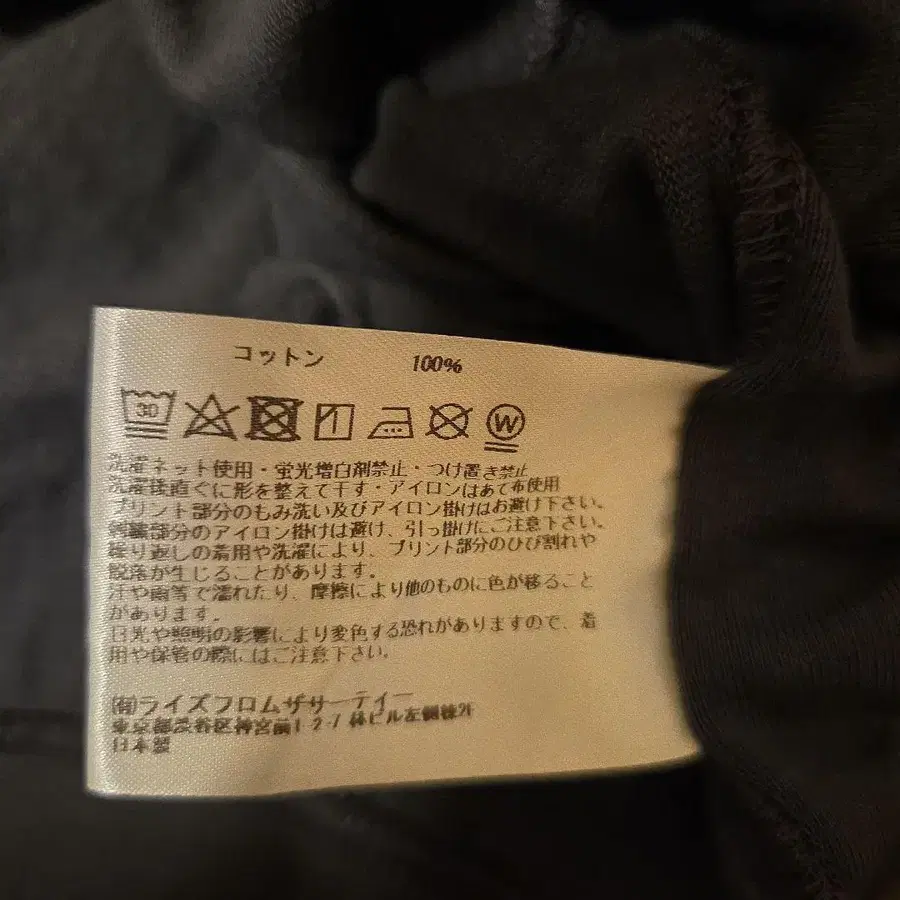 コットン 100%
30 W
洗濯ネット使用・蛍光増白剤禁止・つけ置き禁止
洗濯後直ぐに形を整えて干す・アイロンはあて布使用
プリント部分のもみ洗い及びアイロン掛けはお避け下さい。
刺繍部分のアイロン掛けは避け、引っ掛けにご注意下さい。
繰り返しの着用や洗濯により、プリント部分のひび割れや
脱落が生じることがあります。
汗や雨等で濡れたり、摩擦により他のものに色が移ること
があります。
日光や照明の影響により変色する恐れがありますので、着
用や保管の際にはご注意下さい。
(有)ライズフロムザサーティー
東京都渋谷区神宮前1-2-7 林ビル左側棟2F
日本製